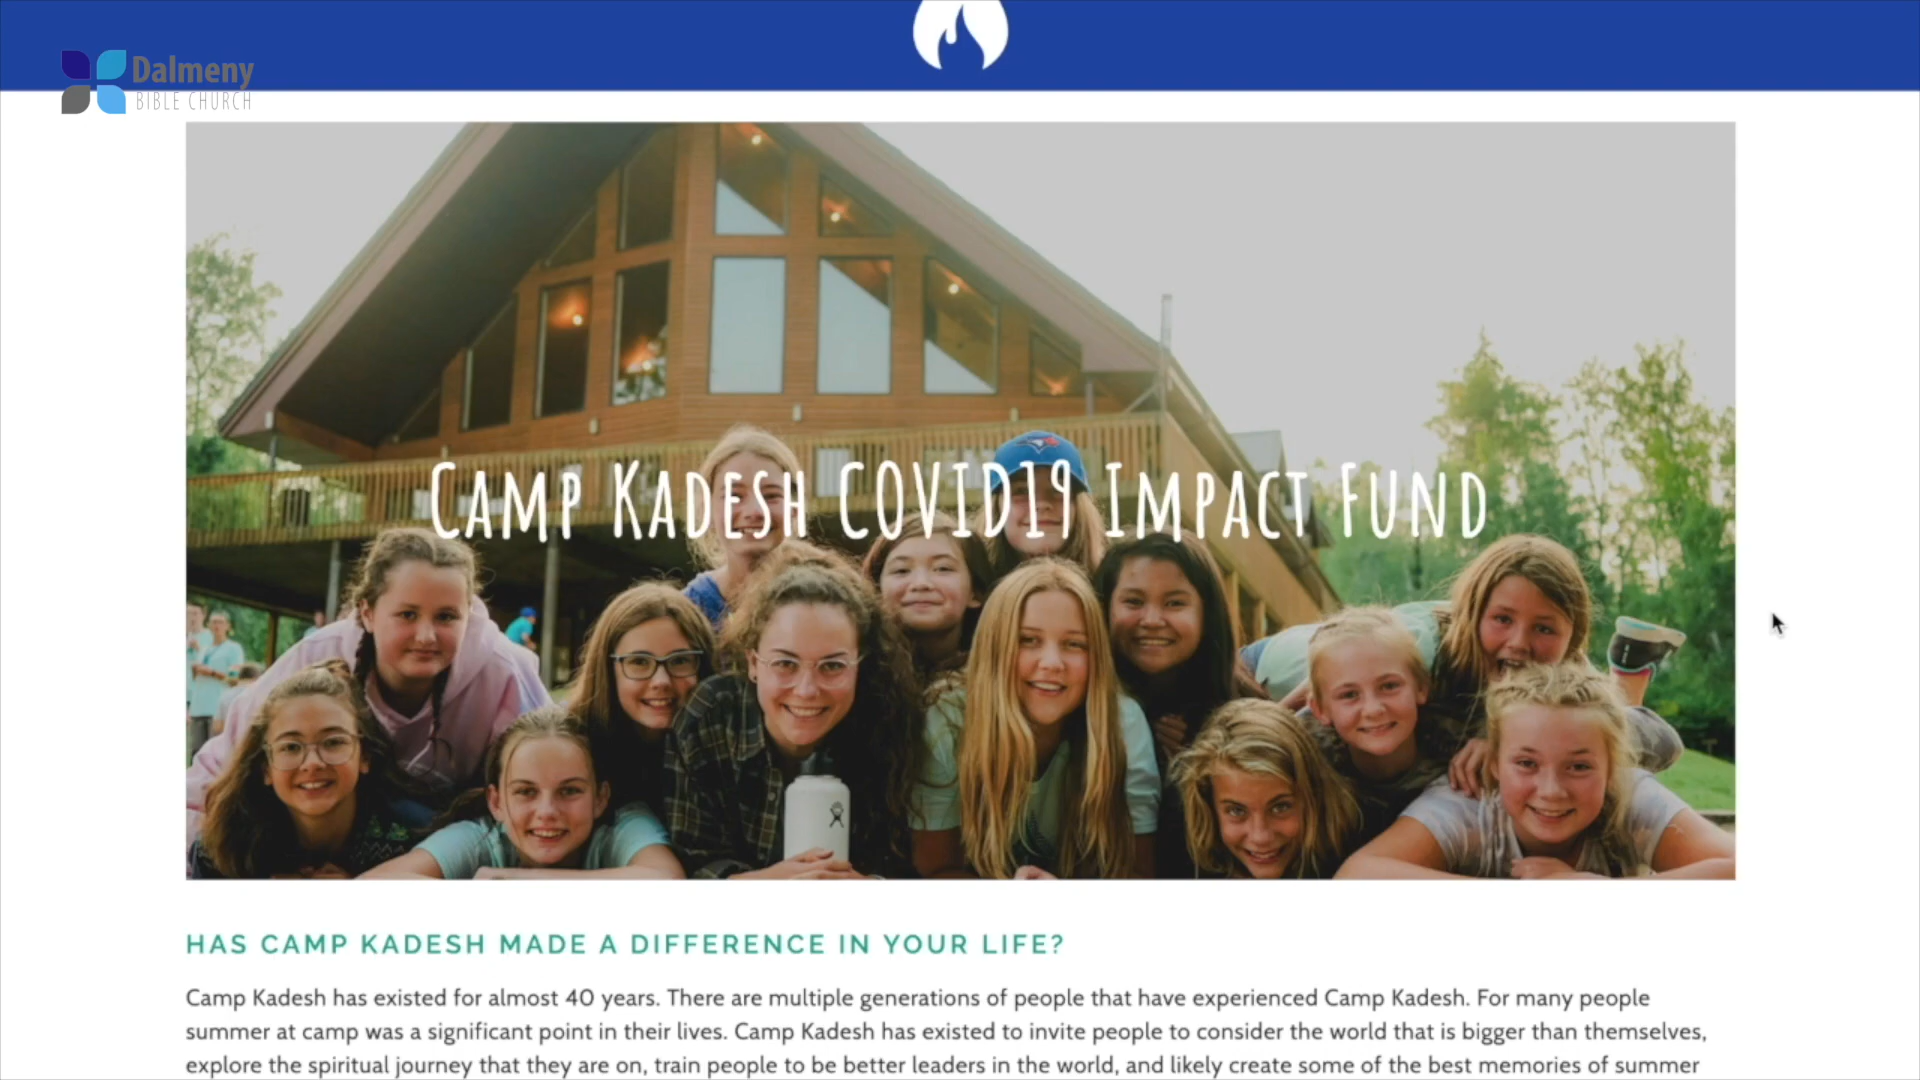 Dalmeny
BIBLE CHURCH
Camp Kadesh COVID19 Impact Fund
HAS CAMP KADESH MADE A DIFFERENCE IN YOUR LIFE?
Camp Kadesh has existed for almost 40 years. There are multiple generations of people that have experienced Camp Kadesh. For many people
summer at camp was a significant point in their lives. Camp Kadesh has existed to invite people to consider the world that is bigger than themselves,
explore the spiritual journey that they are on, train people to be better leaders in the world, and likely create some of the best memories of summer